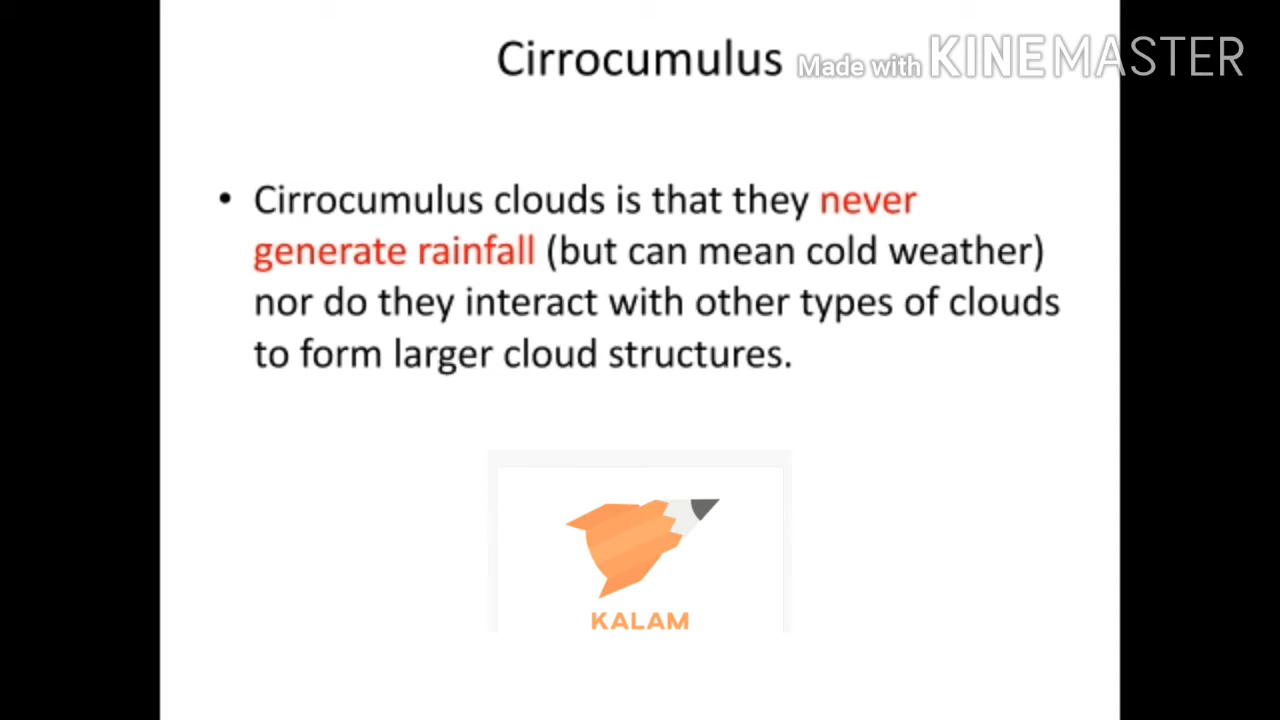 Cirrocumulus
Made with KINEMASTER
• Cirrocumulus clouds is that they never
generate rainfall (but can mean cold weather)
nor do they interact with other types of clouds
to form larger cloud structures.
KALAM